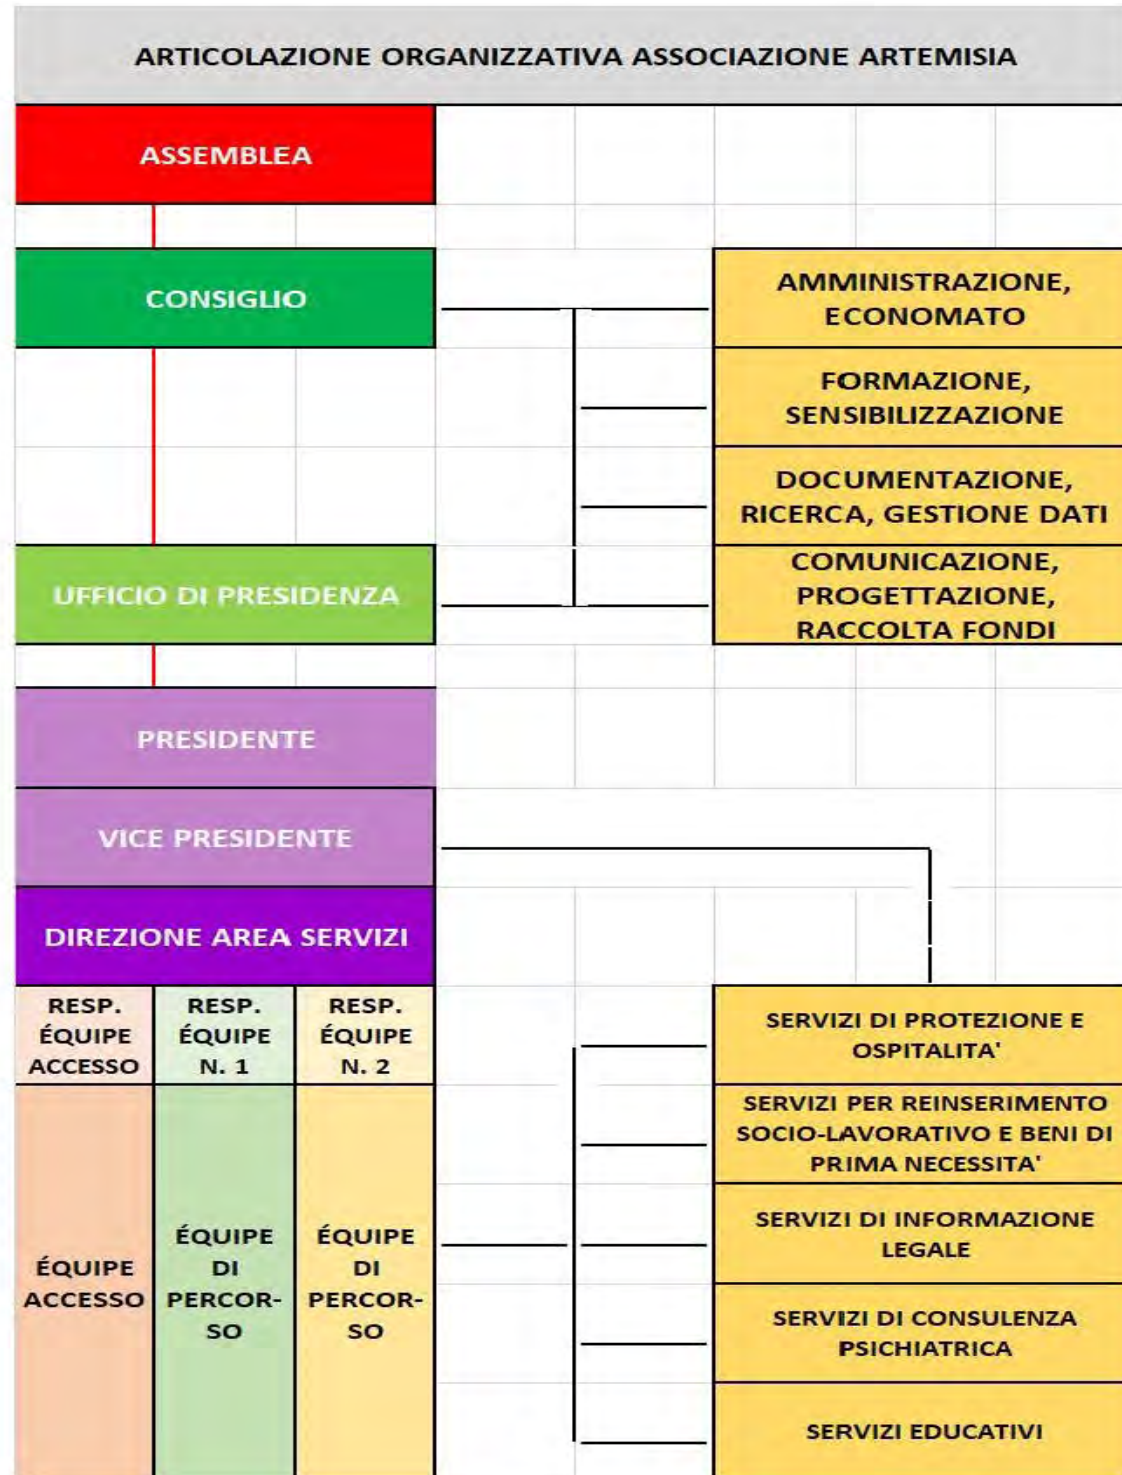 ARTICOLAZIONE ORGANIZZATIVA ASSOCIAZIONE ARTEMISIA
ASSEMBLEA
CONSIGLIO
AMMINISTRAZIONE,
ECONOMATO
FORMAZIONE,
SENSIBILIZZAZIONE
DOCUMENTAZIONE,
RICERCA, GESTIONE DATI
UFFICIO DI PRESIDENZA
COMUNICAZIONE,
PROGETTAZIONE,
RACCOLTA FONDI
PRESIDENTE
VICE PRESIDENTE
DIREZIONE AREA SERVIZI
RESP.
ÉQUIPE
ACCESSO
RESP.
ÉQUIPE
N. 1
RESP.
ÉQUIPE
N. 2
SERVIZI DI PROTEZIONE E
OSPITALITA'
SERVIZI PER REINSERIMENTO
SOCIO-LAVORATIVO E BENI DI
PRIMA NECESSITA'
ÉQUIPE
ACCESSO
ÉQUIPE
DI
PERCOR-
SO
ÉQUIPE
DI
PERCOR-
SO
SERVIZI DI INFORMAZIONE
LEGALE
SERVIZI DI CONSULENZA
PSICHIATRICA
SERVIZI EDUCATIVI